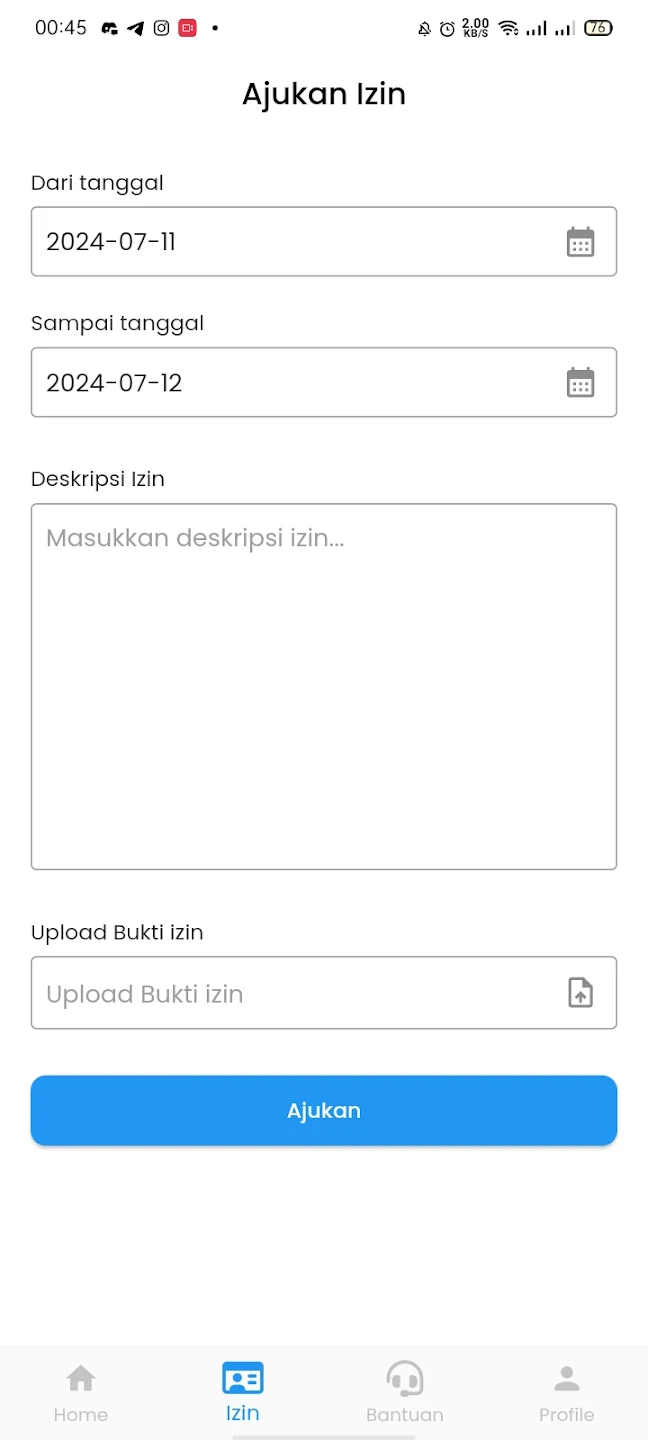 00:45
2.00
KB/S
76
Ajukan Izin
Dari tanggal
2024-07-11
Sampai tanggal
2024-07-12
Deskripsi Izin
Masukkan deskripsi izin...
Upload Bukti izin
Upload Bukti izin
Ajukan
Home
Izin
Bantuan
Profile